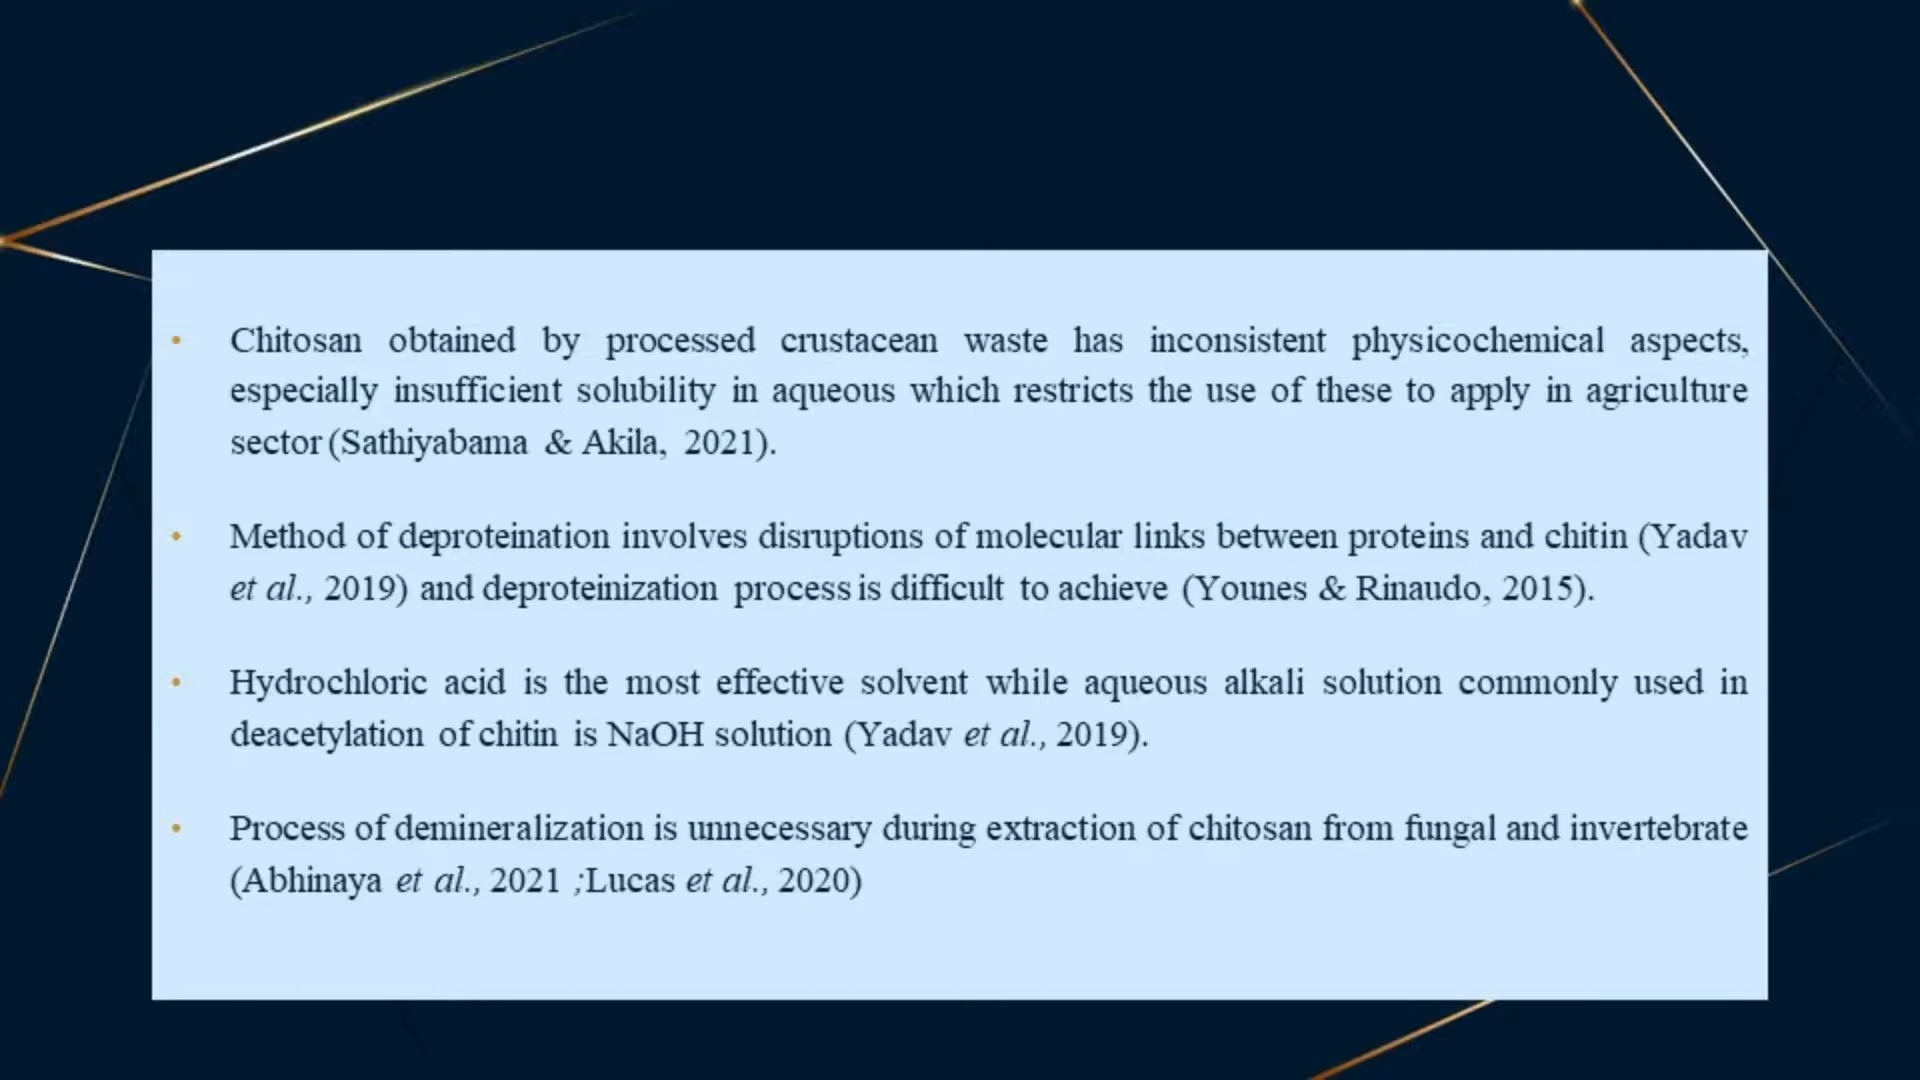 • Chitosan obtained by processed crustacean waste has inconsistent physicochemical aspects,
especially insufficient solubility in aqueous which restricts the use of these to apply in agriculture
sector (Sathiyabama & Akila, 2021).
• Method of deproteination involves disruptions of molecular links between proteins and chitin (Yadav
et al., 2019) and deproteinization process is difficult to achieve (Younes & Rinaudo, 2015).
• Hydrochloric acid is the most effective solvent while aqueous alkali solution commonly used in
deacetylation of chitin is NaOH solution (Yadav et al., 2019).
• Process of demineralization is unnecessary during extraction of chitosan from fungal and invertebrate
(Abhinaya et al., 2021 ;Lucas et al., 2020)